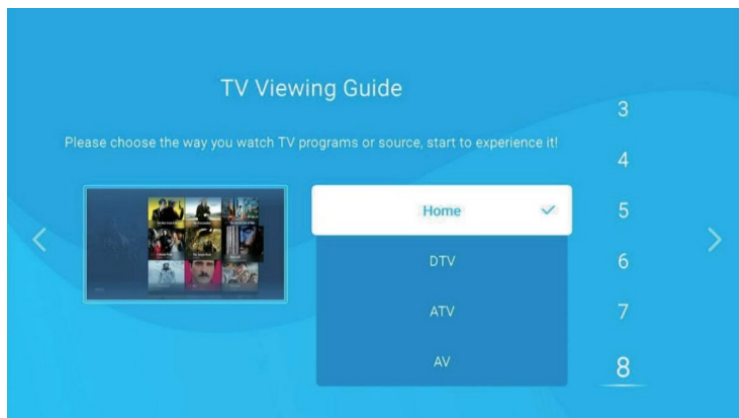 TV Viewing Guide
Please choose the way you watch TV programs or source, start to experience it!
Home
DTV
ATV
AV
3
4
5
6
7
8